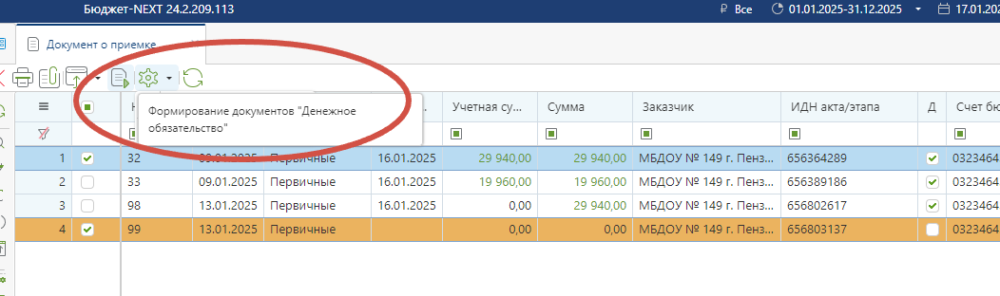 Бюджет-NEXT 24.2.209.113 ₽ Все 01.01.2025-31.12.2025 17.01.202
Документ о приемке
Формирование документов "Денежное
обязательство"
Н Учетная су... Сумма Заказчик ИДН акта/этапа Д Счет бю
1 32 09.01.2025 Первичные 16.01.2025 29 940,00 29 940,00 МБДОУ № 149 г. Пенз... 656364289 0323464
2 33 09.01.2025 Первичные 16.01.2025 19 960,00 19 960,00 МБДОУ № 149 г. Пенз... 656389186 0323464
3 98 13.01.2025 Первичные 16.01.2025 0,00 29 940,00 МБДОУ № 149 г. Пенз... 656802617 0323464
4 99 13.01.2025 Первичные 0,00 0,00 МБДОУ № 149 г. Пенз... 656803137 0323464